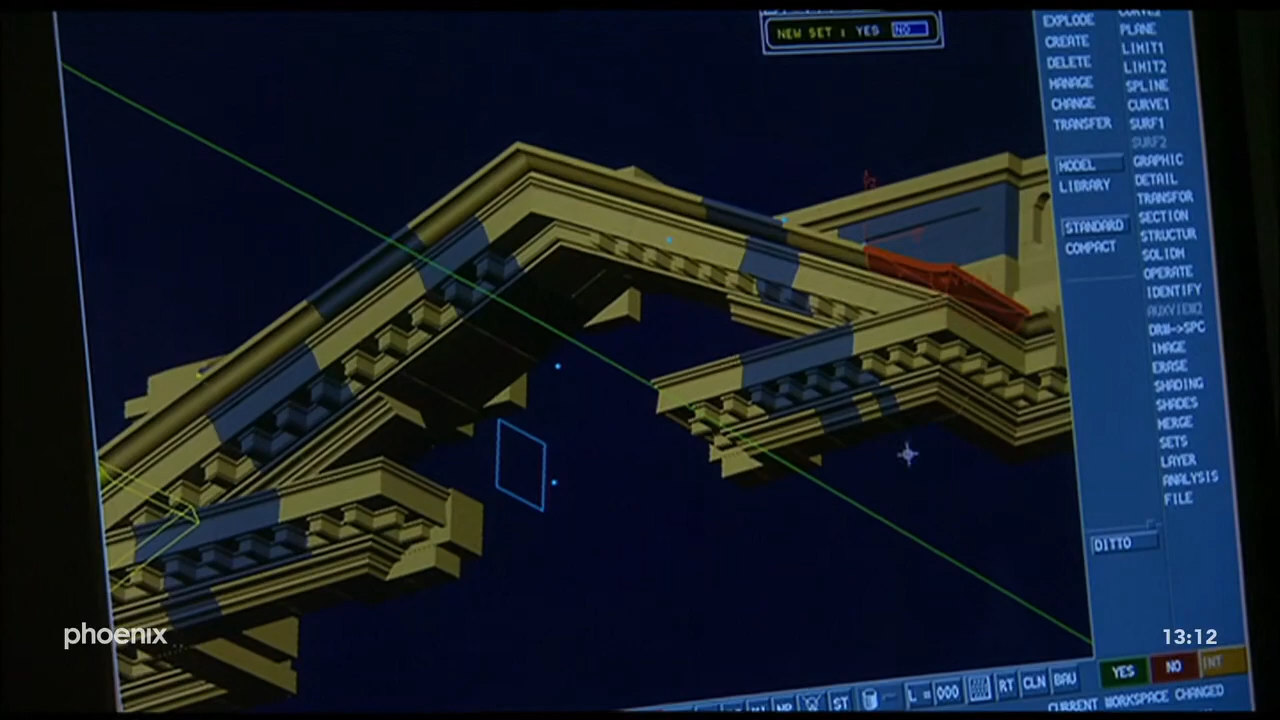 NEW SET : YES NO
EXPLODE
CREATE
DELETE
MANAGE
CHANGE
TRANSFER
MODEL
LIBRARY
STANDARD
COMPACT
CURVE2
PLANE
LIMIT1
LIMIT2
SPLINE
CURVE1
SURF1
SURF2
GRAPHIC
DETAIL
TRANSFOR
SECTION
STRUCTUR
SOLIDM
OPERATE
IDENTIFY
AUXVIEW2
DRW->SPC
IMAGE
ERASE
SHADING
SHADES
MERGE
SETS
LAYER
ANALYSIS
FILE
DITTO
phoenix
13:12
YES NO INT
ST L =000 RT CLN BAU
CURRENT WORKSPACE CHANGED